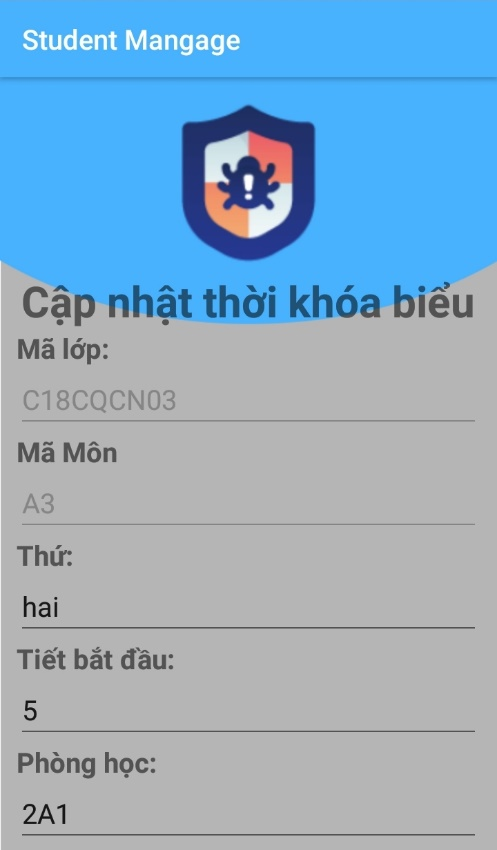 Student Mangage
Cập nhật thời khóa biểu
Mã lớp:
C18CQCN03
Mã Môn
A3
Thứ:
hai
Tiết bắt đầu:
5
Phòng học:
2A1